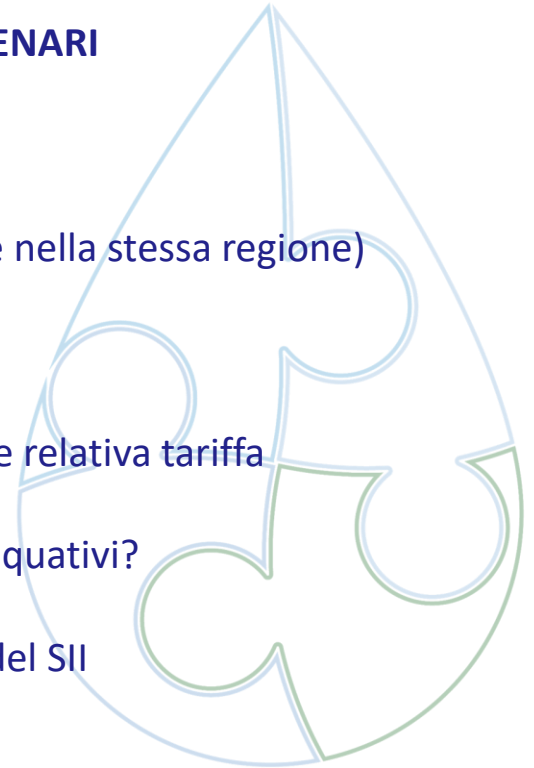 ENARI
e nella stessa regione)
e relativa tariffa
quativi?
del SII